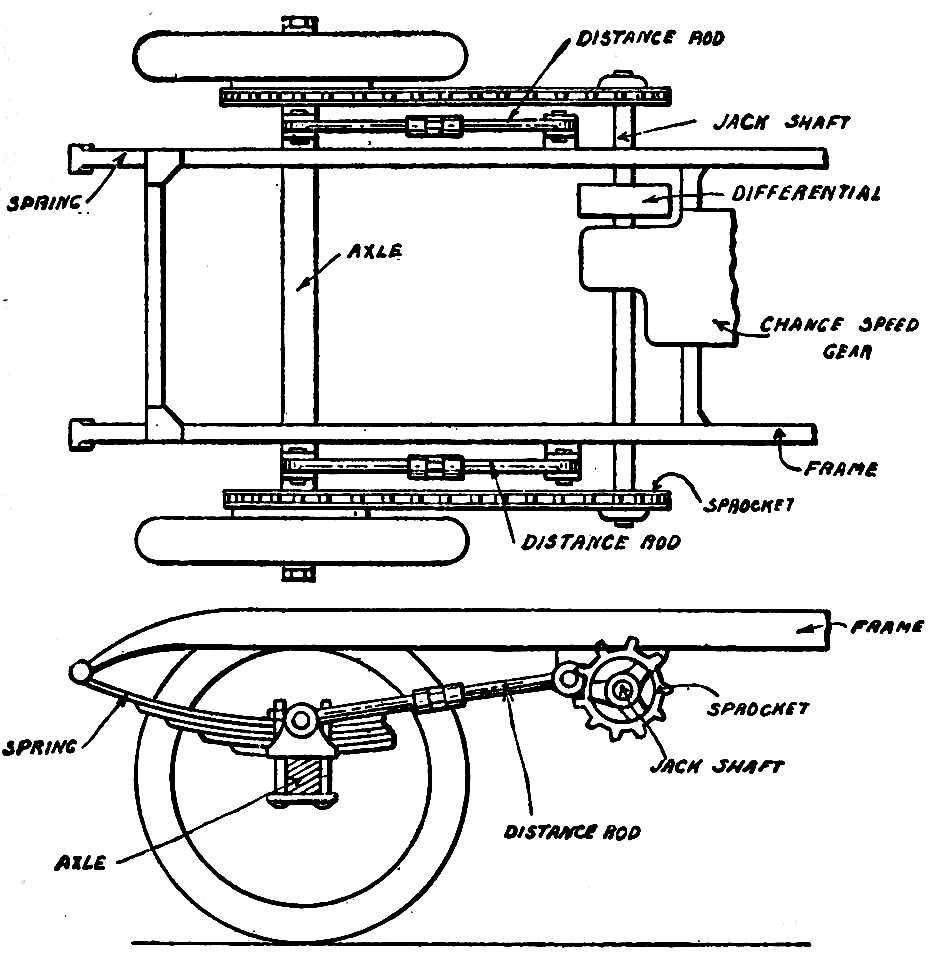 DISTANCE ROD
JACK SHAFT
SPRING
DIFFERENTIAL
AXLE
CHANGE SPEED
GEAR
FRAME
SPROCKET
DISTANCE ROD
FRAME
SPROCKET
SPRING
JACK SHAFT
DISTANCE ROD
AXLE